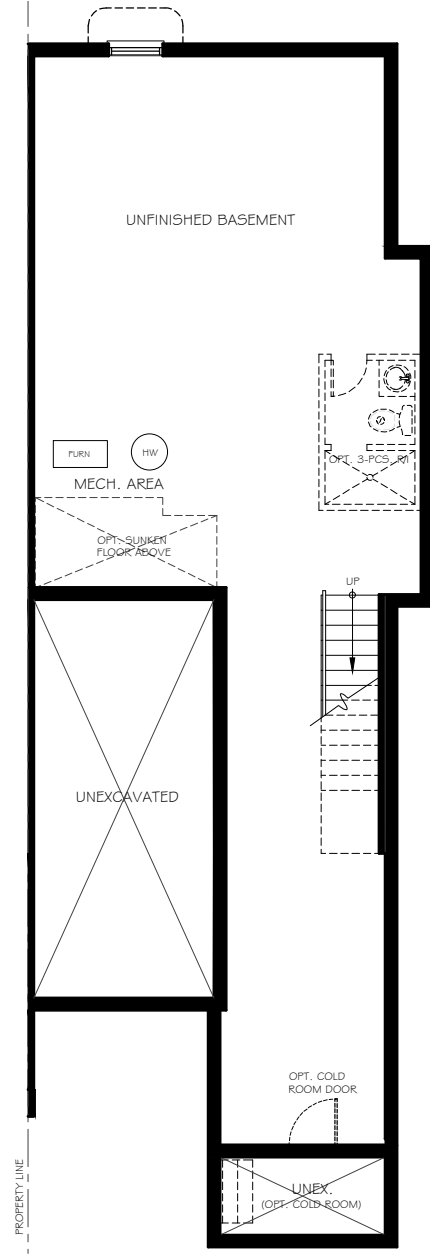 UNFINISHED BASEMENT
OPT. 3-PCS. R/I
FURN
HW
MECH. AREA
OPT. SUNKEN
FLOOR ABOVE
UP
UNEXCAVATED
OPT. COLD
ROOM DOOR
UNEX.
(OPT. COLD ROOM)
PROPERTY LINE